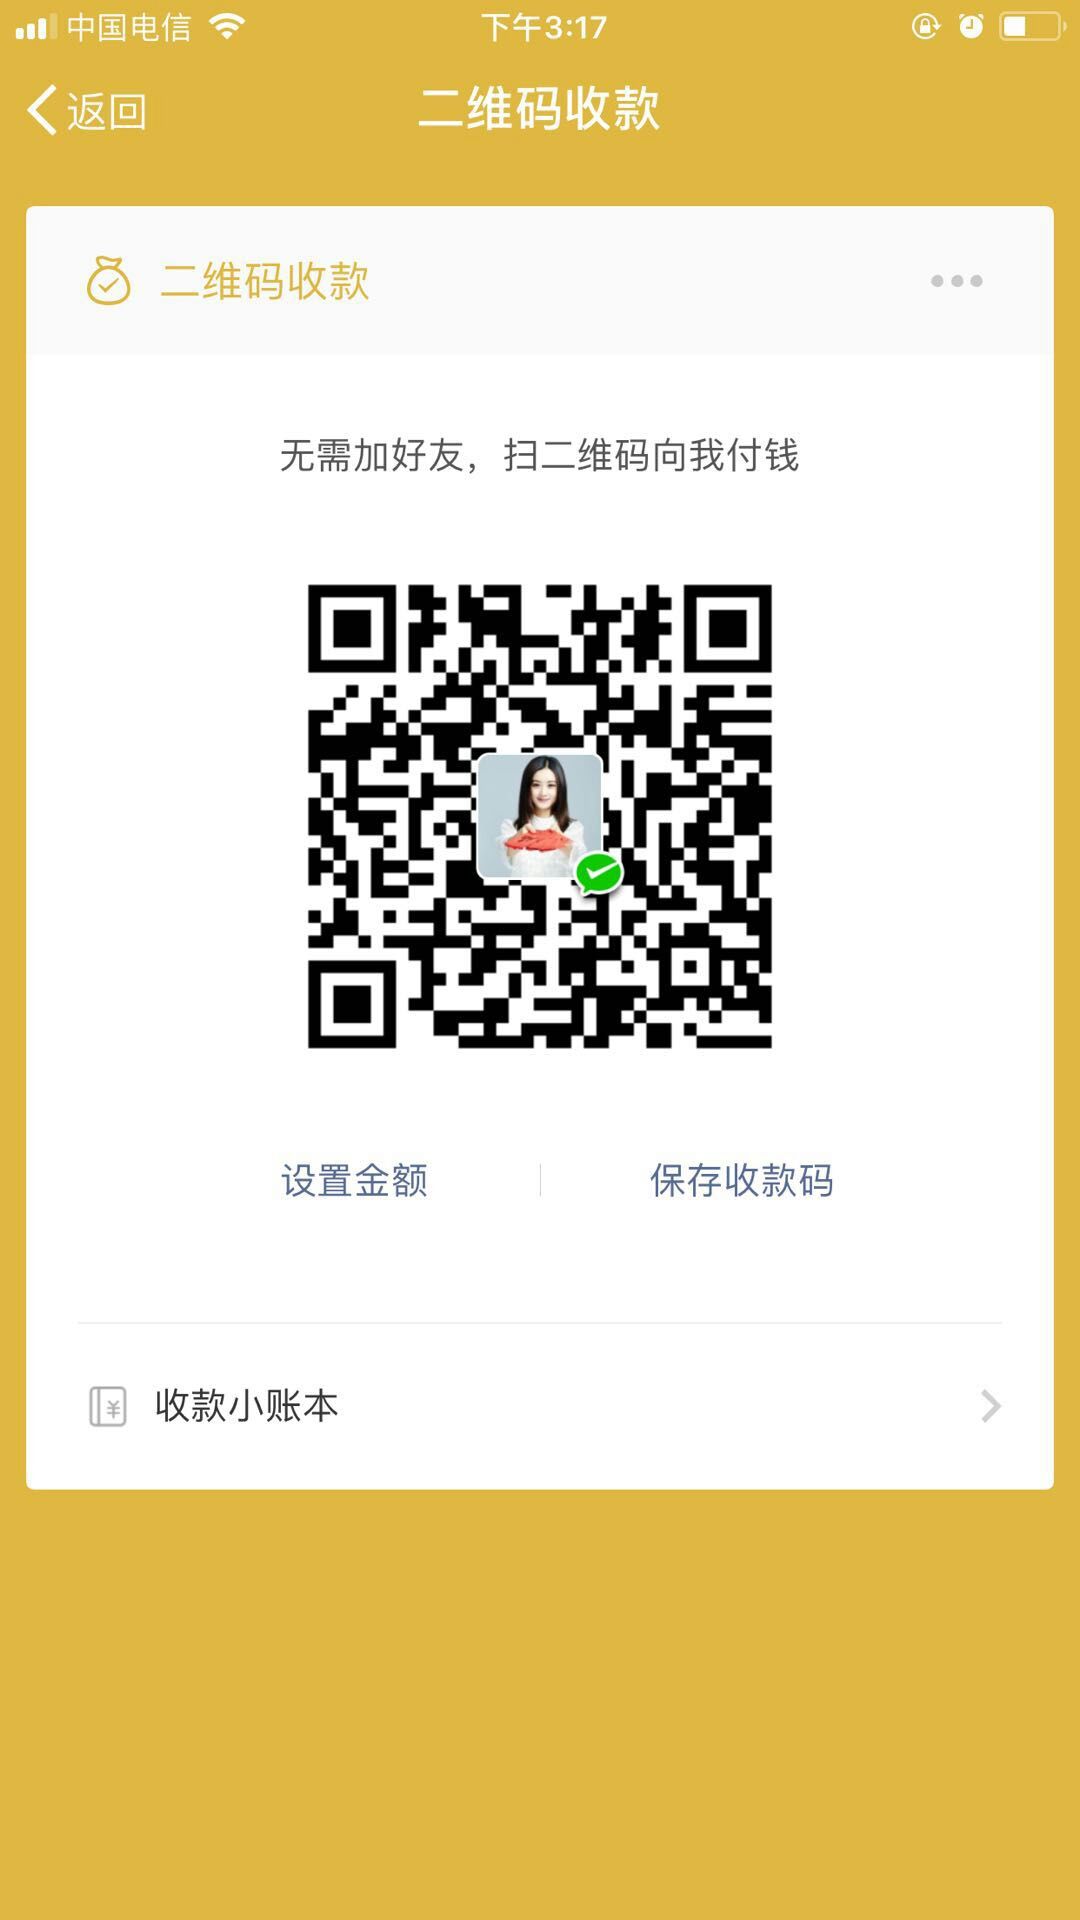 中国电信 下午3:17
返回 二维码收款
二维码收款
无需加好友，扫二维码向我付钱
设置金额 保存收款码
¥ 收款小账本